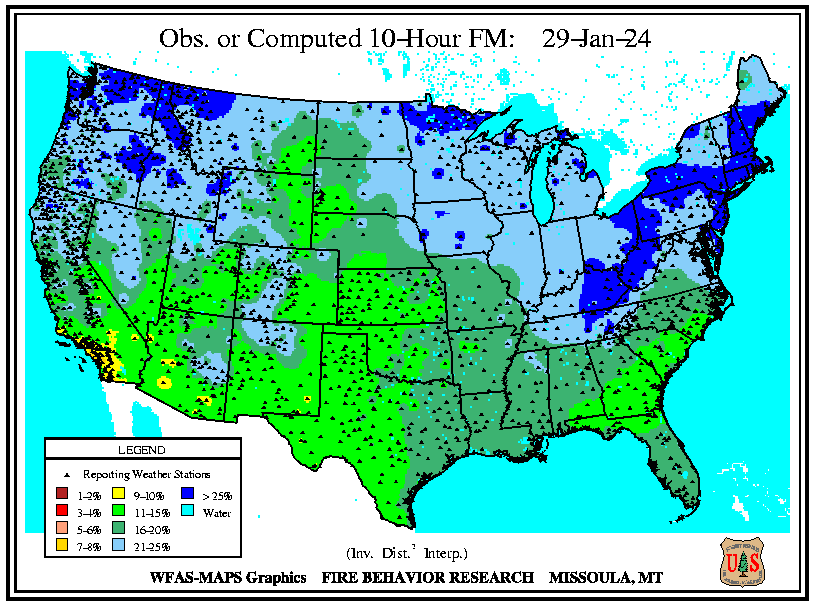 Obs. or Computed 10-Hour FM: 29-Jan-24
LEGEND
Reporting Weather Stations
1-2% 9-10% > 25%
3-4% 11-15% Water
5-6% 16-20%
7-8% 21-25%
(Inv. Dist.² Interp.)
WFAS-MAPS Graphics FIRE BEHAVIOR RESEARCH MISSOULA, MT
U S